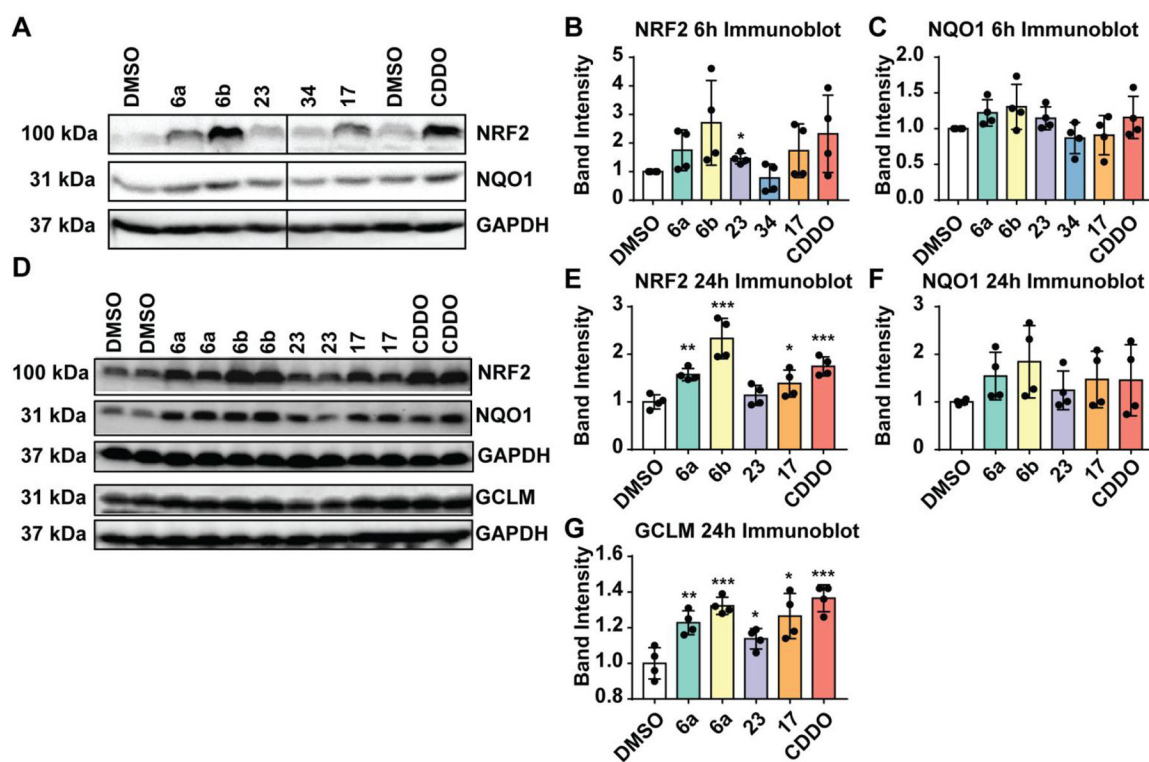 A
DMSO
6a
6b
23
34
17
DMSO
CDDO
100 kDa
NRF2
31 kDa
NQO1
37 kDa
GAPDH
B
NRF2 6h Immunoblot
Band Intensity
5
4
3
2
1
0
*
DMSO
6a
6b
23
34
17
CDDO
C
NQO1 6h Immunoblot
Band Intensity
2.0
1.5
1.0
0.5
0.0
DMSO
6a
6b
23
34
17
CDDO
D
DMSO
DMSO
6a
6a
6b
6b
23
23
17
17
CDDO
CDDO
100 kDa
NRF2
31 kDa
NQO1
37 kDa
GAPDH
31 kDa
GCLM
37 kDa
GAPDH
E
NRF2 24h Immunoblot
Band Intensity
3
2
1
0
**
***
*
***
DMSO
6a
6b
23
17
CDDO
F
NQO1 24h Immunoblot
Band Intensity
3
2
1
0
DMSO
6a
6b
23
17
CDDO
G
GCLM 24h Immunoblot
Band Intensity
1.6
1.4
1.2
1.0
0.8
**
***
*
*
***
DMSO
6a
6a
23
17
CDDO